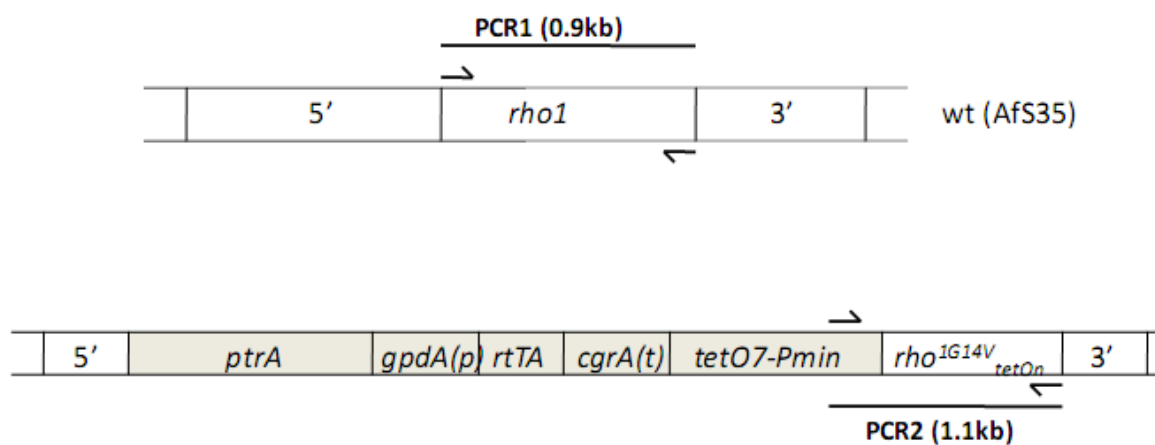 PCR1 (0.9kb)
5’ rho1 3’ wt (AfS35)
5’ ptrA gpdA(p) rtTA cgrA(t) tetO7-Pmin rho1G14VtetOn 3’
PCR2 (1.1kb)